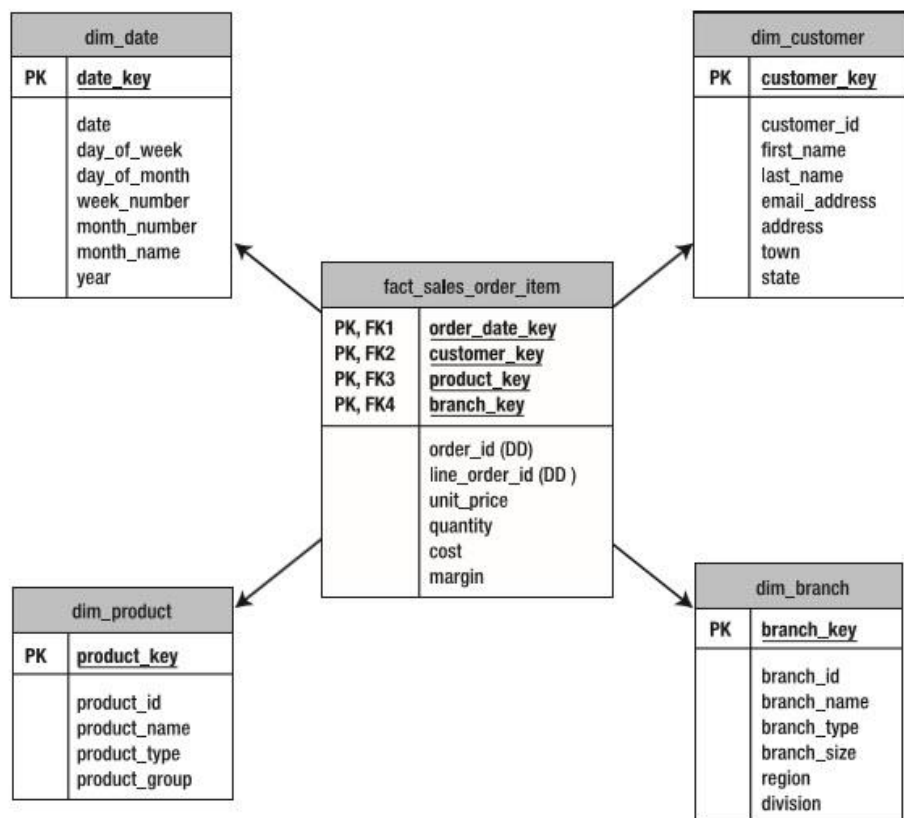 dim_date
PK date_key
date
day_of_week
day_of_month
week_number
month_number
month_name
year
dim_customer
PK customer_key
customer_id
first_name
last_name
email_address
address
town
state
fact_sales_order_item
PK, FK1 order_date_key
PK, FK2 customer_key
PK, FK3 product_key
PK, FK4 branch_key
order_id (DD)
line_order_id (DD )
unit_price
quantity
cost
margin
dim_product
PK product_key
product_id
product_name
product_type
product_group
dim_branch
PK branch_key
branch_id
branch_name
branch_type
branch_size
region
division